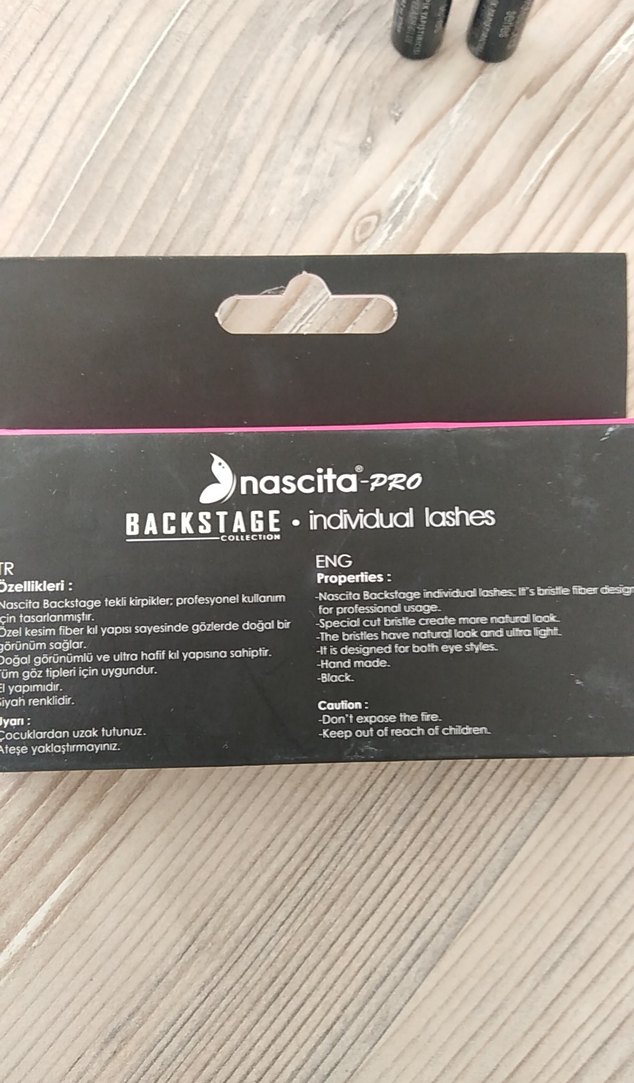 nascita®-PRO
BACKSTAGE • individual lashes
COLLECTION
TR
Özellikleri :
Nascita Backstage tekli kirpikler; profesyonel kullanım
için tasarlanmıştır.
Özel kesim fiber kıl yapısı sayesinde gözlerde doğal bir
görünüm sağlar.
Doğal görünümlü ve ultra hafif kıl yapısına sahiptir.
Tüm göz tipleri için uygundur.
El yapımıdır.
Siyah renklidir.
Uyarı :
Çocuklardan uzak tutunuz.
Ateşe yaklaştırmayınız.
ENG
Properties :
-Nascita Backstage individual lashes; It's bristle fiber design
for professional usage.
-Special cut bristle create more natural look.
-The bristles have natural look and ultra light.
-It is designed for both eye styles.
-Hand made.
-Black.
Caution :
-Don't expose the fire.
-Keep out of reach of children.